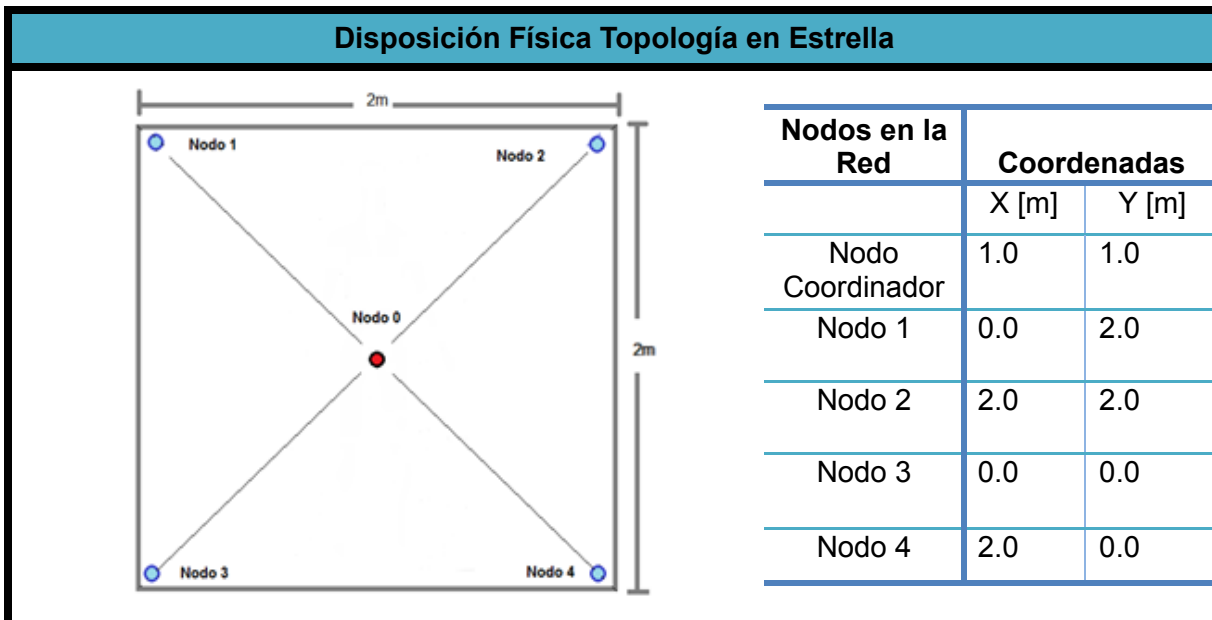 Disposición Física Topología en Estrella
2m
Nodo 1
Nodo 2
Nodo 0
2m
Nodo 3
Nodo 4
Nodos en la
Red
Coordenadas
X [m] Y [m]
Nodo
Coordinador 1.0 1.0
Nodo 1 0.0 2.0
Nodo 2 2.0 2.0
Nodo 3 0.0 0.0
Nodo 4 2.0 0.0